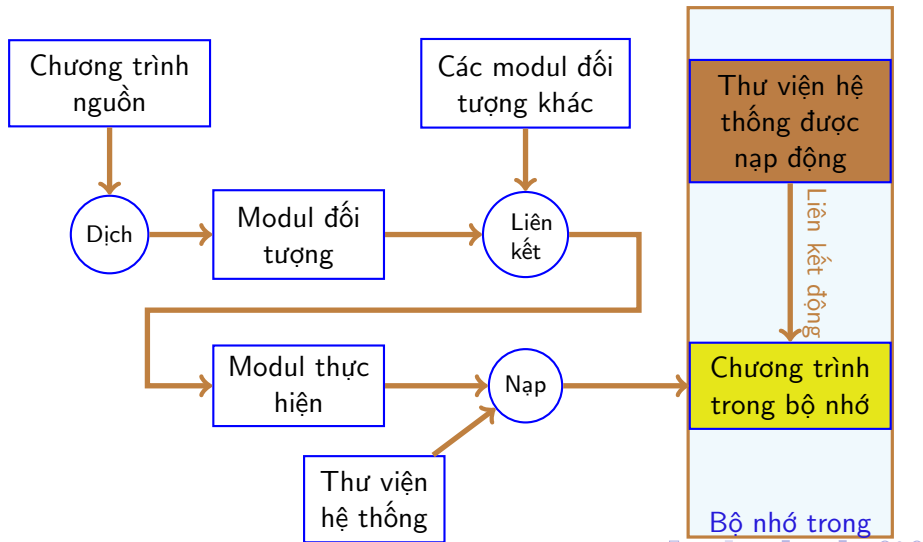 Chương trình
nguồn
Các modul đối
tượng khác
Thư viện hệ
thống được
nạp động
Dịch
Modul đối
tượng
Liên
kết
Liên kết động
Modul thực
hiện
Nạp
Chương trình
trong bộ nhớ
Thư viện
hệ thống
Bộ nhớ trong